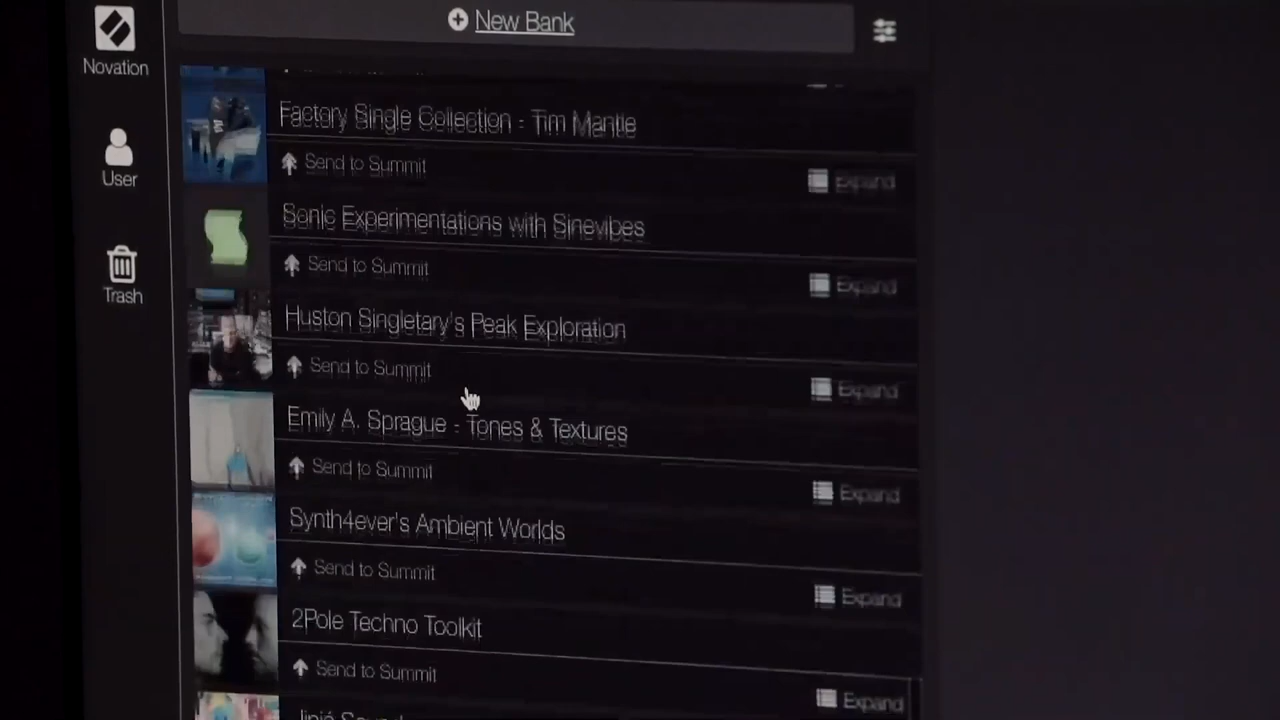 New Bank
Novation
User
Trash
Factory Single Collection - Tim Mantle
Send to Summit
Expand
Sonic Experimentations with Sinevibes
Send to Summit
Expand
Huston Singletary's Peak Exploration
Send to Summit
Expand
Emily A. Sprague - Tones & Textures
Send to Summit
Expand
Synth4ever's Ambient Worlds
Send to Summit
Expand
2Pole Techno Toolkit
Send to Summit
Expand